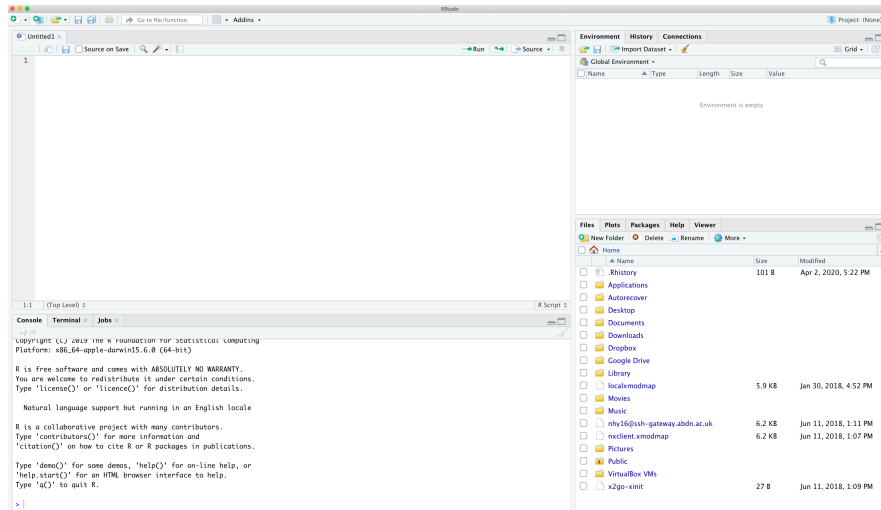 RStudio
Go to file/function
Addins
Project: (None)
Untitled1
Source on Save
Run
Source
1
1:1 (Top Level)
R Script
Console Terminal Jobs
~/
Copyright (C) 2019 The R Foundation for Statistical Computing
Platform: x86_64-apple-darwin15.6.0 (64-bit)
R is free software and comes with ABSOLUTELY NO WARRANTY.
You are welcome to redistribute it under certain conditions.
Type 'license()' or 'licence()' for distribution details.
Natural language support but running in an English locale
R is a collaborative project with many contributors.
Type 'contributors()' for more information and
'citation()' on how to cite R or R packages in publications.
Type 'demo()' for some demos, 'help()' for on-line help, or
'help.start()' for an HTML browser interface to help.
Type 'q()' to quit R.
>
Environment History Connections
Import Dataset
Grid
Global Environment
Name Type Length Size Value
Environment is empty
Files Plots Packages Help Viewer
New Folder Delete Rename More
Home
Name Size Modified
.Rhistory 101 B Apr 2, 2020, 5:22 PM
Applications
Autorecover
Desktop
Documents
Downloads
Dropbox
Google Drive
Library
localxmodmap 5.9 KB Jan 30, 2018, 4:52 PM
Movies
Music
nhy16@ssh-gateway.abdn.ac.uk 6.2 KB Jun 11, 2018, 1:11 PM
nxclient.xmodmap 6.2 KB Jun 11, 2018, 1:07 PM
Pictures
Public
VirtualBox VMs
x2go-xinit 27 B Jun 11, 2018, 1:09 PM